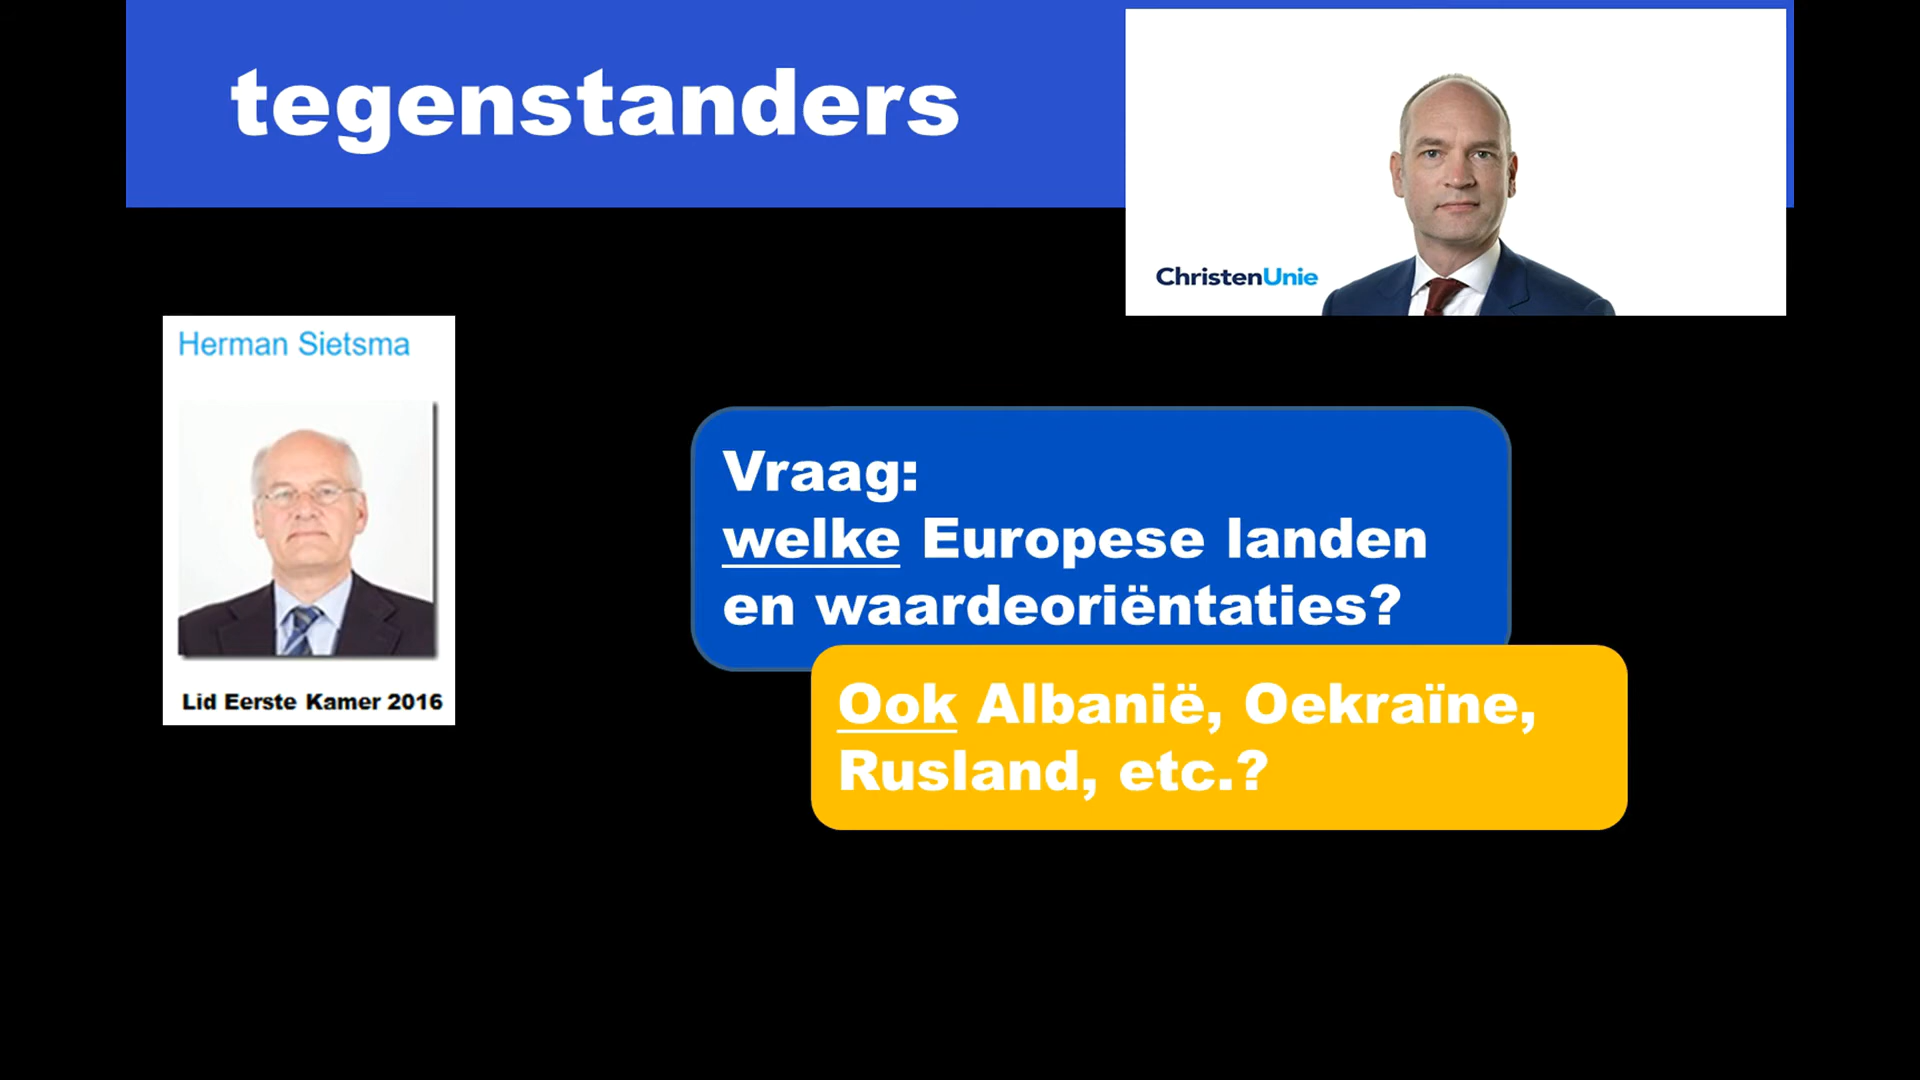 tegenstanders
ChristenUnie
Herman Sietsma
Lid Eerste Kamer 2016
Vraag:
welke Europese landen
en waardeoriëntaties?
Ook Albanië, Oekraïne,
Rusland, etc.?